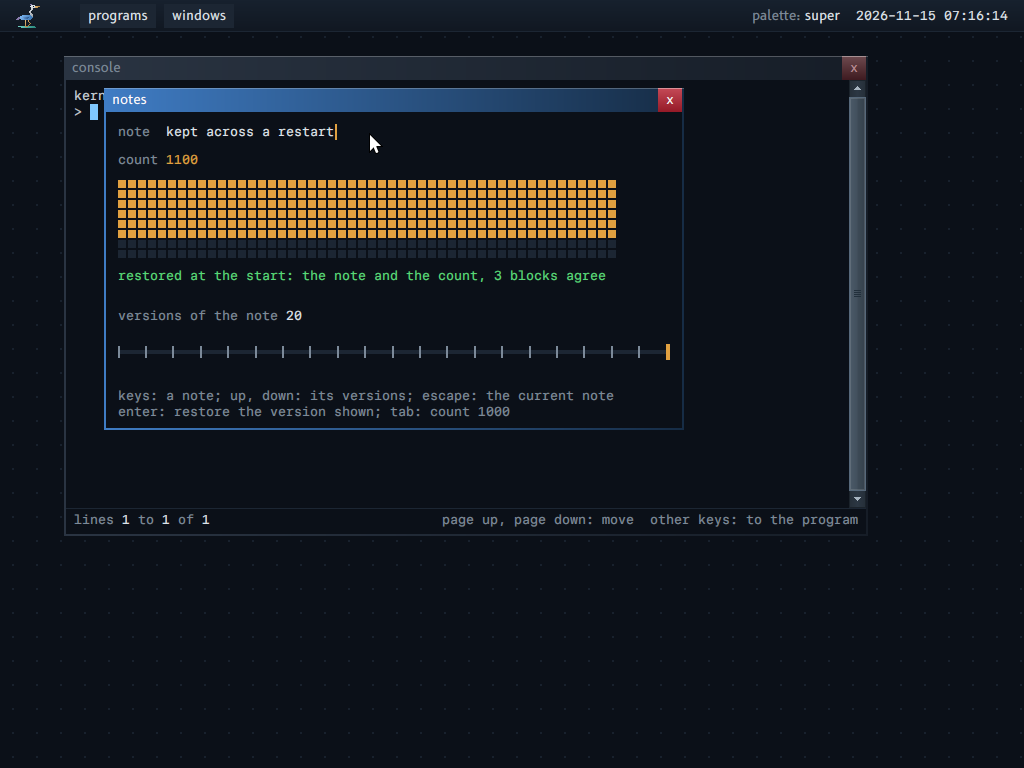 programs windows palette: super 2026-11-15 07:16:14
console x
kern
>
notes x
note kept across a restart
count 1100
restored at the start: the note and the count, 3 blocks agree
versions of the note 20
keys: a note; up, down: its versions; escape: the current note
enter: restore the version shown; tab: count 1000
lines 1 to 1 of 1 page up, page down: move other keys: to the program